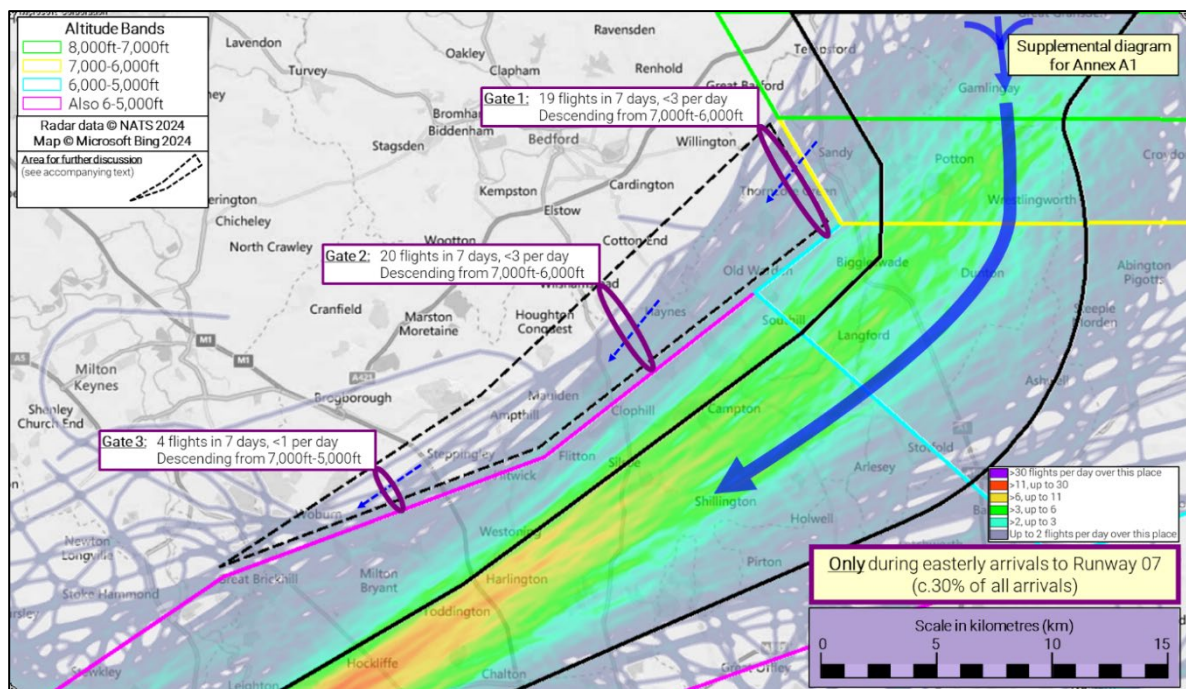 Altitude Bands
8,000ft-7,000ft
7,000-6,000ft
6,000-5,000ft
Also 6-5,000ft
Radar data © NATS 2024
Map © Microsoft Bing 2024
Area for further discussion
(see accompanying text)
Supplemental diagram
for Annex A1
Gate 1: 19 flights in 7 days, <3 per day
Descending from 7,000ft-6,000ft
Gate 2: 20 flights in 7 days, <3 per day
Descending from 7,000ft-6,000ft
Gate 3: 4 flights in 7 days, <1 per day
Descending from 7,000ft-5,000ft
Lavendon
Turvey
Oakley
Clapham
Ravensden
Renhold
Tempsford
Gamlingay
Biddenham
Stagsden
Bedford
Willington
Sandy
Potton
Kempston
Cardington
Elstow
Wrestlingworth
Chicheley
North Crawley
Wootton
Cotton End
Old Warden
Biggleswade
Dunton
Abington
Pigotts
Steeple
Morden
Cranfield
Marston
Moretaine
Houghton
Conquest
Southill
Langford
M1
M1
A5
A421
Milton
Keynes
Brogborough
Shenley
Church End
Maulden
Ampthill
Clophill
Campton
Ashwell
Stotfold
Arlesey
Steppingley
Flitton
Silsoe
Shillington
Flitwick
Woburn
Newton
Longville
Westoning
Holwell
Pirton
Great Brickhill
Stoke Hammond
Milton
Bryant
Harlington
Toddington
Hockliffe
Stewkley
Leighton
Chalton
Great Offley
>30 flights per day over this place
>11, up to 30
>6, up to 11
>3, up to 6
>2, up to 3
Up to 2 flights per day over this place
Only during easterly arrivals to Runway 07
(c.30% of all arrivals)
Scale in kilometres (km)
0 5 10 15